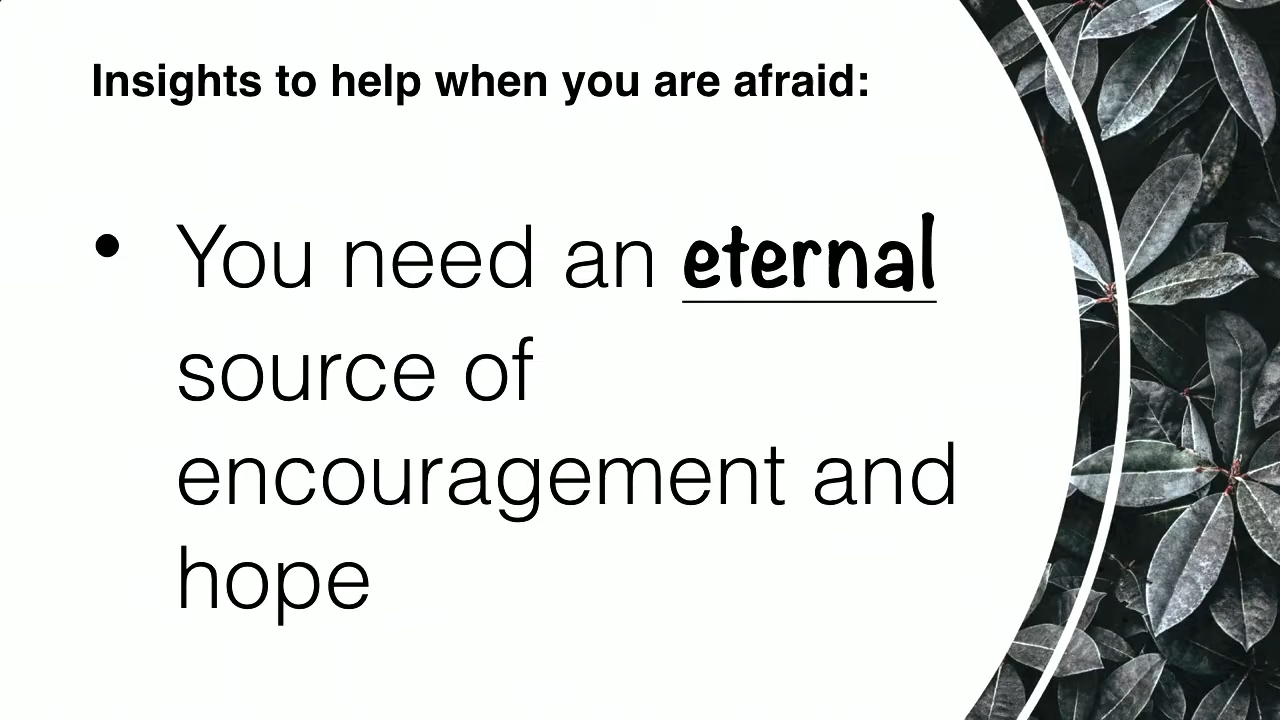 Insights to help when you are afraid:
• You need an eternal
source of
encouragement and
hope